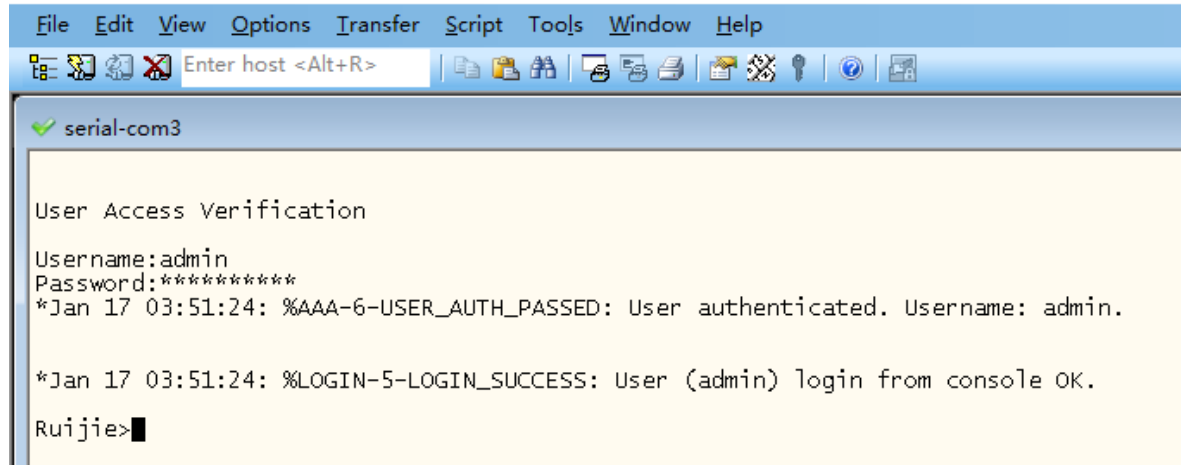 File Edit View Options Transfer Script Tools Window Help
Enter host <Alt+R>
serial-com3
User Access Verification
Username:admin
Password:**********
*Jan 17 03:51:24: %AAA-6-USER_AUTH_PASSED: User authenticated. Username: admin.
*Jan 17 03:51:24: %LOGIN-5-LOGIN_SUCCESS: User (admin) login from console OK.
Ruijie>